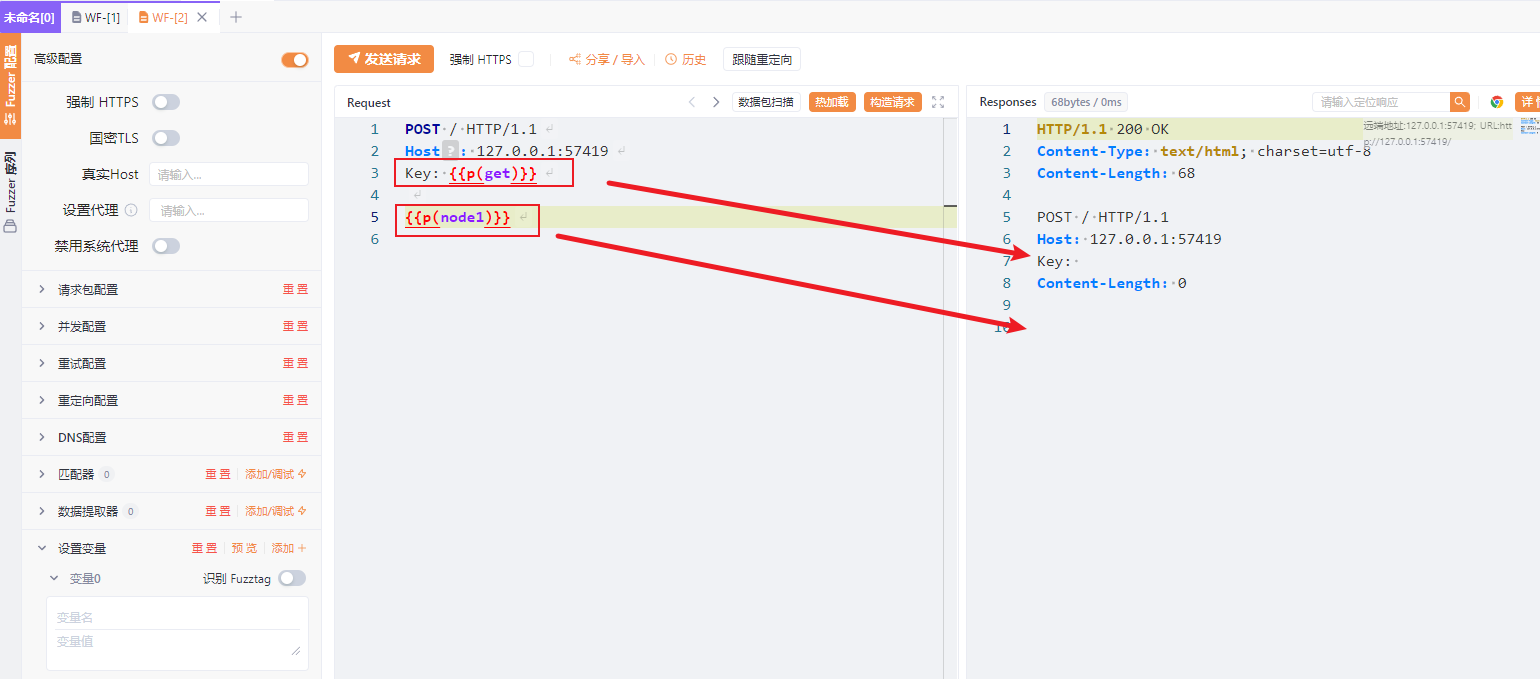 未命名[0]
WF-[1]
WF-[2]
Fuzzer 配置
Fuzzer 序列
高级配置
强制 HTTPS
国密TLS
真实Host
请输入...
设置代理
请输入...
禁用系统代理
请求包配置
重置
并发配置
重置
重试配置
重置
重定向配置
重置
DNS配置
重置
匹配器 0
重置
添加/调试
数据提取器 0
重置
添加/调试
设置变量
重置
预览
添加
变量0
识别 Fuzztag
变量名
变量值
发送请求
强制 HTTPS
分享 / 导入
历史
跟随重定向
Request
数据包扫描
热加载
构造请求
1 POST / HTTP/1.1
2 Host ? : 127.0.0.1:57419
3 Key: {{p(get)}}
4
5 {{p(node1)}}
6
Responses
68bytes / 0ms
请输入定位响应
详情
1 HTTP/1.1 200 OK
远端地址:127.0.0.1:57419; URL:htt
p://127.0.0.1:57419/
2 Content-Type: text/html; charset=utf-8
3 Content-Length: 68
4
5 POST / HTTP/1.1
6 Host: 127.0.0.1:57419
7 Key:
8 Content-Length: 0
9
10